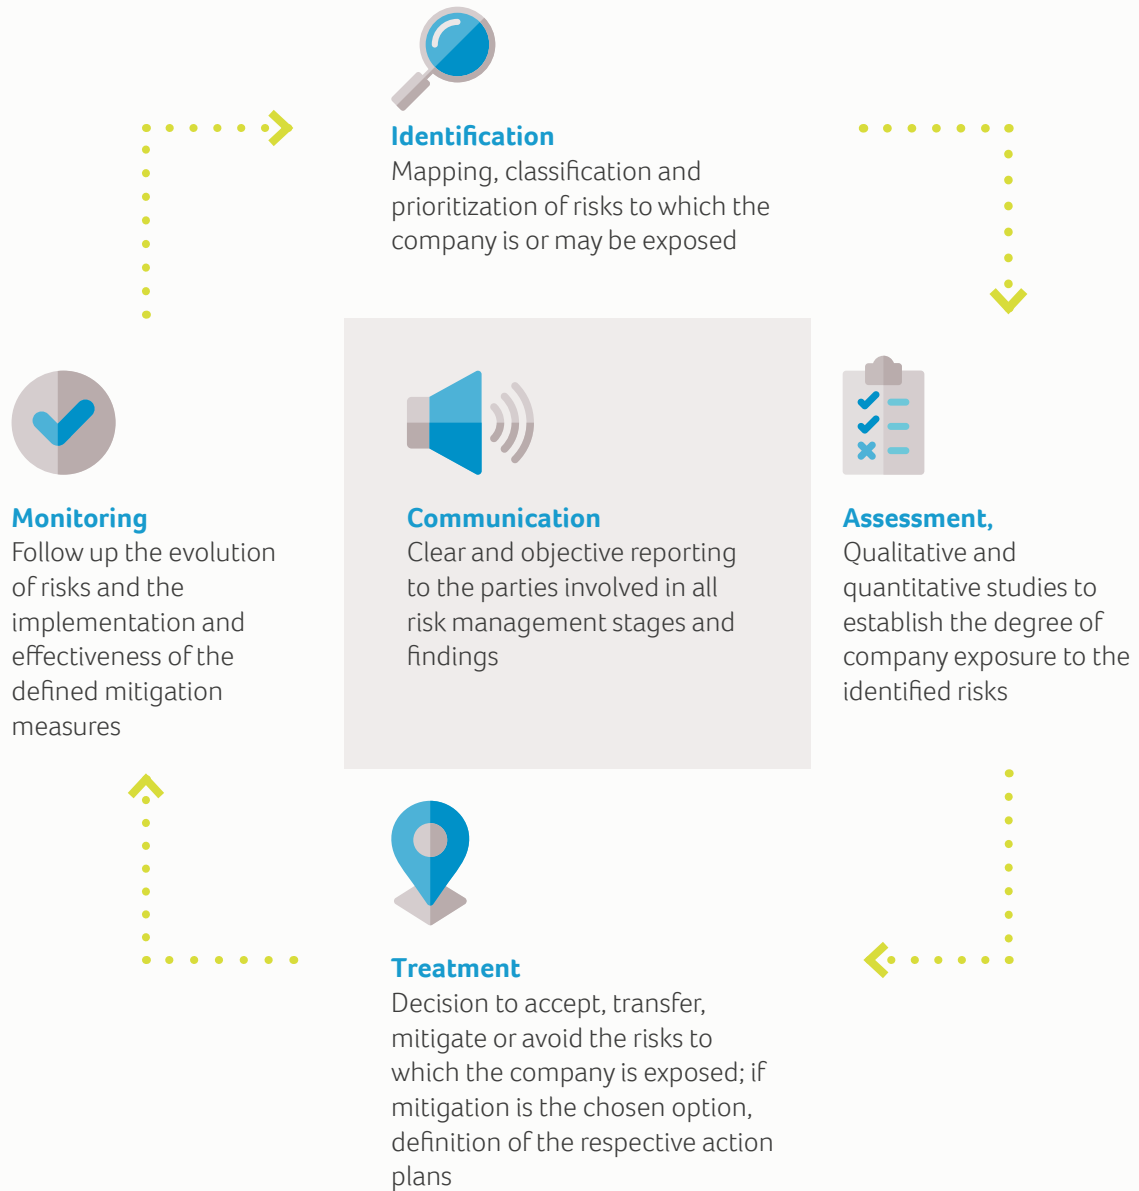 Identification
Mapping, classification and
prioritization of risks to which the
company is or may be exposed
Monitoring
Follow up the evolution
of risks and the
implementation and
effectiveness of the
defined mitigation
measures
Communication
Clear and objective reporting
to the parties involved in all
risk management stages and
findings
Assessment,
Qualitative and
quantitative studies to
establish the degree of
company exposure to the
identified risks
Treatment
Decision to accept, transfer,
mitigate or avoid the risks to
which the company is exposed; if
mitigation is the chosen option,
definition of the respective action
plans